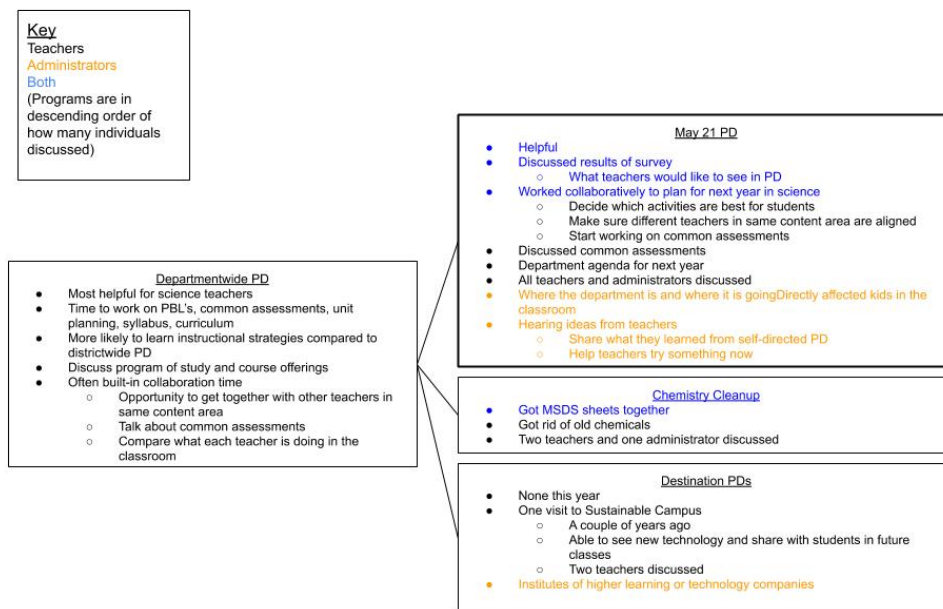 Key
Teachers
Administrators
Both
(Programs are in
descending order of
how many individuals
discussed)
Departmentwide PD
● Most helpful for science teachers
● Time to work on PBL's, common assessments, unit
planning, syllabus, curriculum
● More likely to learn instructional strategies compared to
districtwide PD
● Discuss program of study and course offerings
● Often built-in collaboration time
○ Opportunity to get together with other teachers in
same content area
○ Talk about common assessments
○ Compare what each teacher is doing in the
classroom
May 21 PD
● Helpful
● Discussed results of survey
○ What teachers would like to see in PD
● Worked collaboratively to plan for next year in science
○ Decide which activities are best for students
○ Make sure different teachers in same content area are aligned
○ Start working on common assessments
● Discussed common assessments
● Department agenda for next year
● All teachers and administrators discussed
● Where the department is and where it is goingDirectly affected kids in the
classroom
● Hearing ideas from teachers
○ Share what they learned from self-directed PD
○ Help teachers try something now
Chemistry Cleanup
● Got MSDS sheets together
● Got rid of old chemicals
● Two teachers and one administrator discussed
Destination PDs
● None this year
● One visit to Sustainable Campus
○ A couple of years ago
○ Able to see new technology and share with students in future
classes
○ Two teachers discussed
● Institutes of higher learning or technology companies